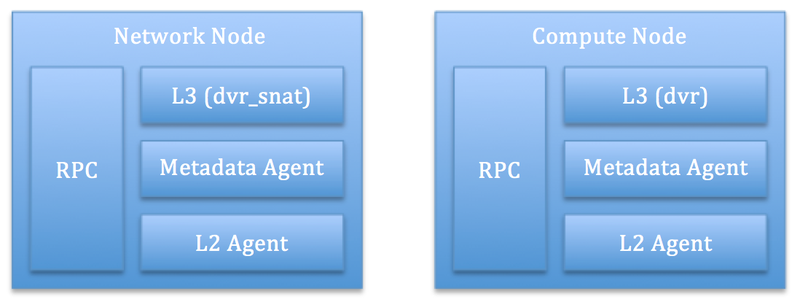 Network Node
RPC
L3 (dvr_snat)
Metadata Agent
L2 Agent
Compute Node
RPC
L3 (dvr)
Metadata Agent
L2 Agent